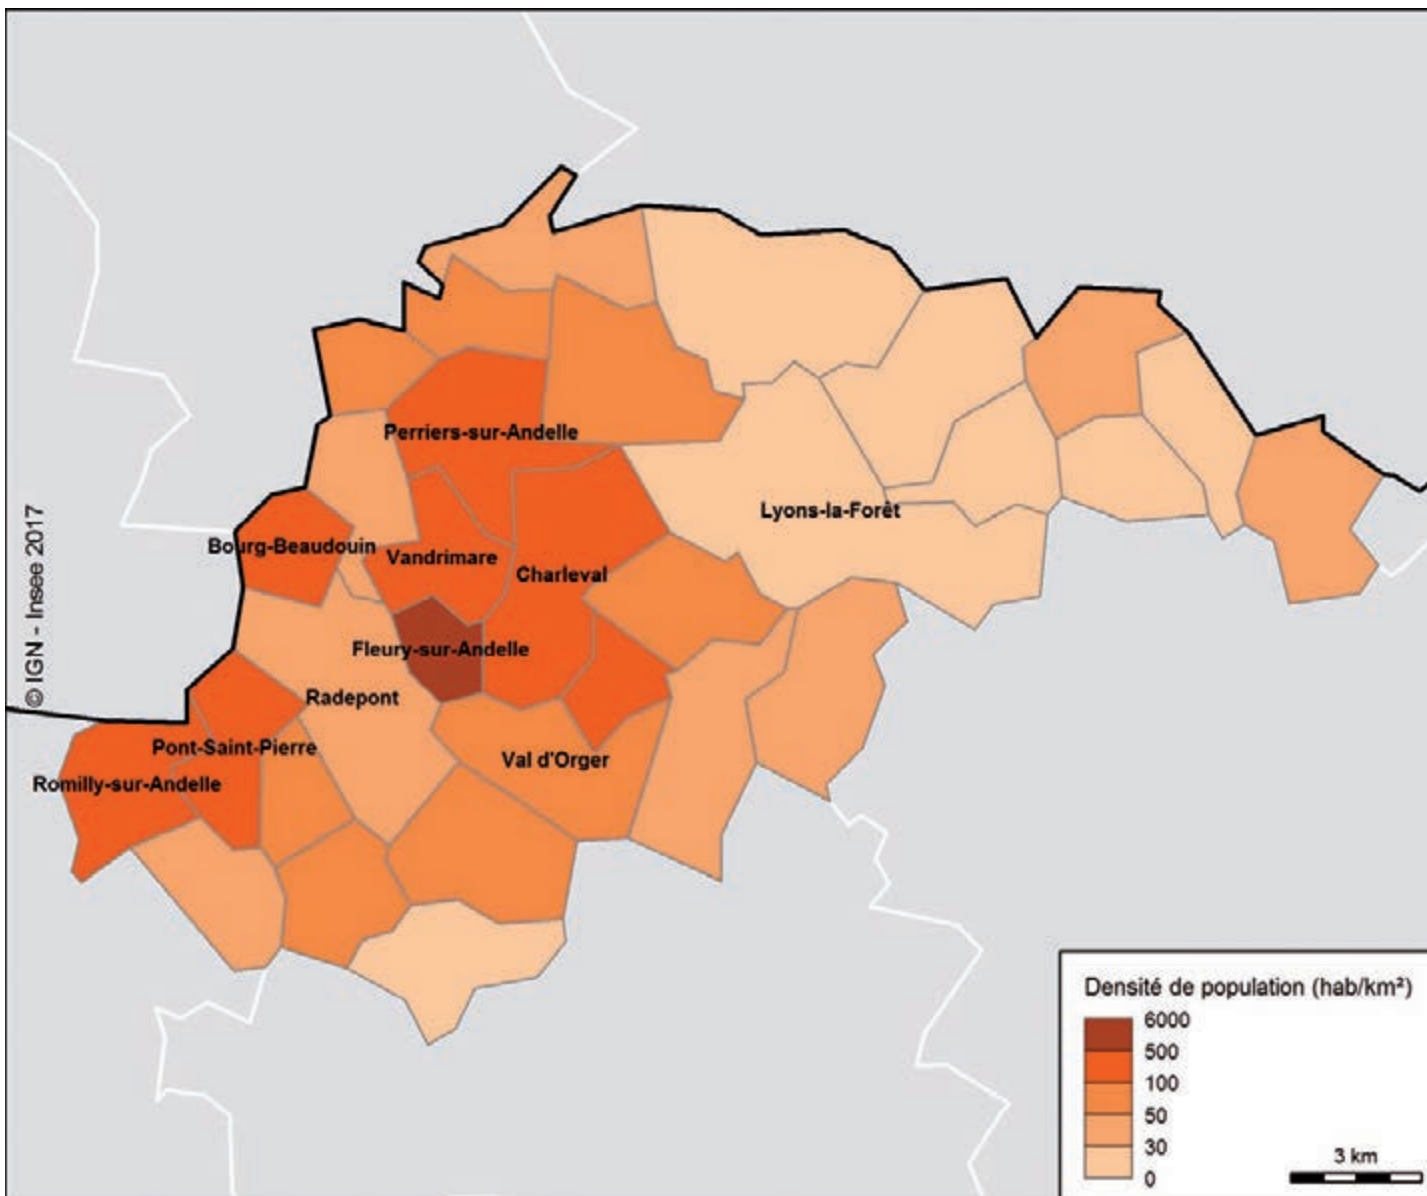 Perriers-sur-Andelle
Lyons-la-Forêt
Bourg-Beaudouin
Vandrimare
Charleval
Fleury-sur-Andelle
Radepont
Pont-Saint-Pierre
Val d'Orger
Romilly-sur-Andelle
© IGN - Insee 2017
Densité de population (hab/km²)
6000
500
100
50
30
0
3 km